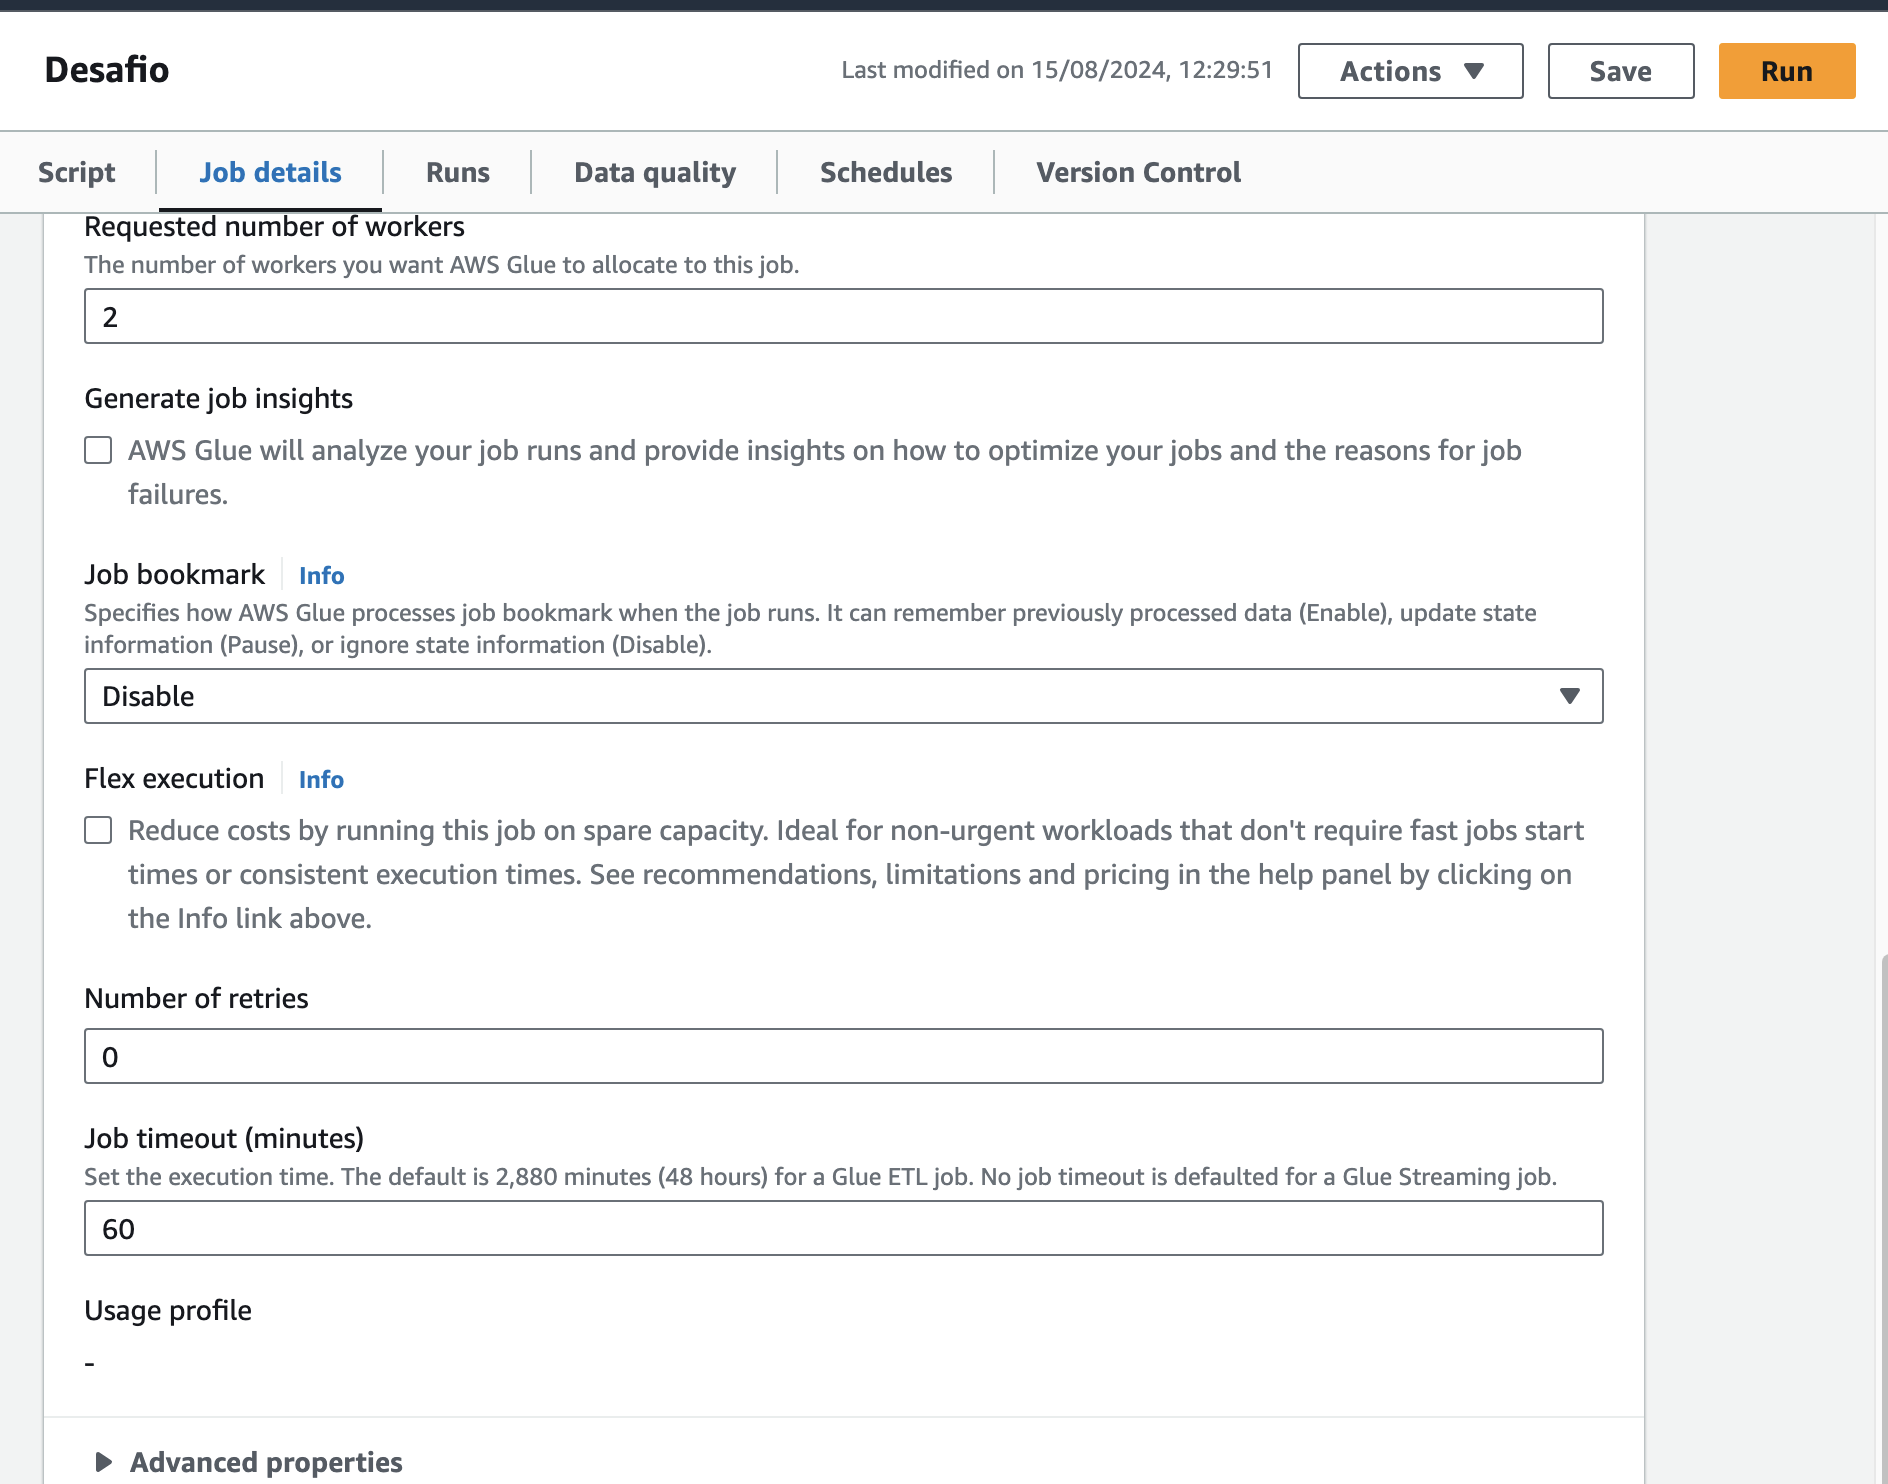 Desafio
Last modified on 15/08/2024, 12:29:51
Actions
Save
Run
Script
Job details
Runs
Data quality
Schedules
Version Control
Requested number of workers
The number of workers you want AWS Glue to allocate to this job.
2
Generate job insights
AWS Glue will analyze your job runs and provide insights on how to optimize your jobs and the reasons for job
failures.
Job bookmark
Info
Specifies how AWS Glue processes job bookmark when the job runs. It can remember previously processed data (Enable), update state
information (Pause), or ignore state information (Disable).
Disable
Flex execution
Info
Reduce costs by running this job on spare capacity. Ideal for non-urgent workloads that don't require fast jobs start
times or consistent execution times. See recommendations, limitations and pricing in the help panel by clicking on
the Info link above.
Number of retries
0
Job timeout (minutes)
Set the execution time. The default is 2,880 minutes (48 hours) for a Glue ETL job. No job timeout is defaulted for a Glue Streaming job.
60
Usage profile
-
Advanced properties